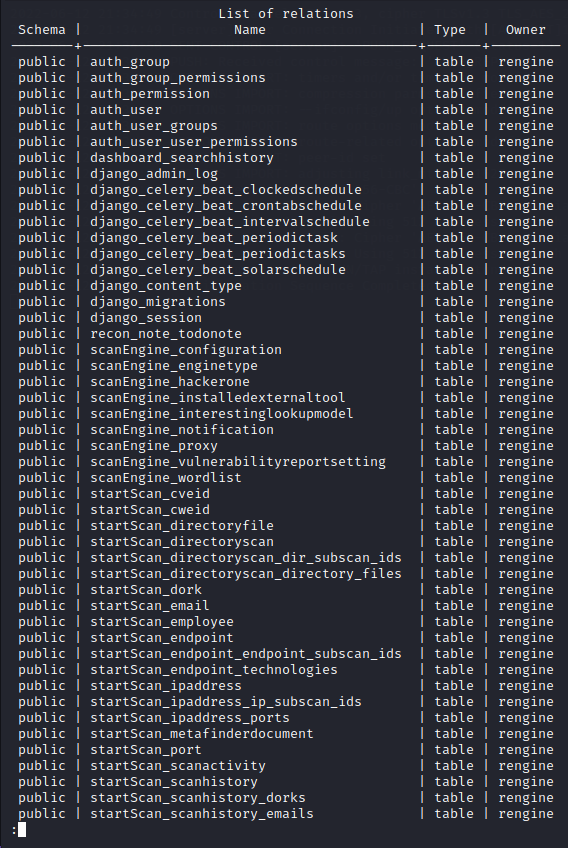 List of relations
Schema | Name | Type | Owner
--------+------------------------------------------+-------+---------
public | auth_group | table | rengine
public | auth_group_permissions | table | rengine
public | auth_permission | table | rengine
public | auth_user | table | rengine
public | auth_user_groups | table | rengine
public | auth_user_user_permissions | table | rengine
public | dashboard_searchhistory | table | rengine
public | django_admin_log | table | rengine
public | django_celery_beat_clockedschedule | table | rengine
public | django_celery_beat_crontabschedule | table | rengine
public | django_celery_beat_intervalschedule | table | rengine
public | django_celery_beat_periodictask | table | rengine
public | django_celery_beat_periodictasks | table | rengine
public | django_celery_beat_solarschedule | table | rengine
public | django_content_type | table | rengine
public | django_migrations | table | rengine
public | django_session | table | rengine
public | recon_note_todonote | table | rengine
public | scanEngine_configuration | table | rengine
public | scanEngine_enginetype | table | rengine
public | scanEngine_hackerone | table | rengine
public | scanEngine_installedexternaltool | table | rengine
public | scanEngine_interestinglookupmodel | table | rengine
public | scanEngine_notification | table | rengine
public | scanEngine_proxy | table | rengine
public | scanEngine_vulnerabilityreportsetting | table | rengine
public | scanEngine_wordlist | table | rengine
public | startScan_cveid | table | rengine
public | startScan_cweid | table | rengine
public | startScan_directoryfile | table | rengine
public | startScan_directoryscan | table | rengine
public | startScan_directoryscan_dir_subscan_ids | table | rengine
public | startScan_directoryscan_directory_files | table | rengine
public | startScan_dork | table | rengine
public | startScan_email | table | rengine
public | startScan_employee | table | rengine
public | startScan_endpoint | table | rengine
public | startScan_endpoint_endpoint_subscan_ids | table | rengine
public | startScan_endpoint_technologies | table | rengine
public | startScan_ipaddress | table | rengine
public | startScan_ipaddress_ip_subscan_ids | table | rengine
public | startScan_ipaddress_ports | table | rengine
public | startScan_metafinderdocument | table | rengine
public | startScan_port | table | rengine
public | startScan_scanactivity | table | rengine
public | startScan_scanhistory | table | rengine
public | startScan_scanhistory_dorks | table | rengine
public | startScan_scanhistory_emails | table | rengine
: